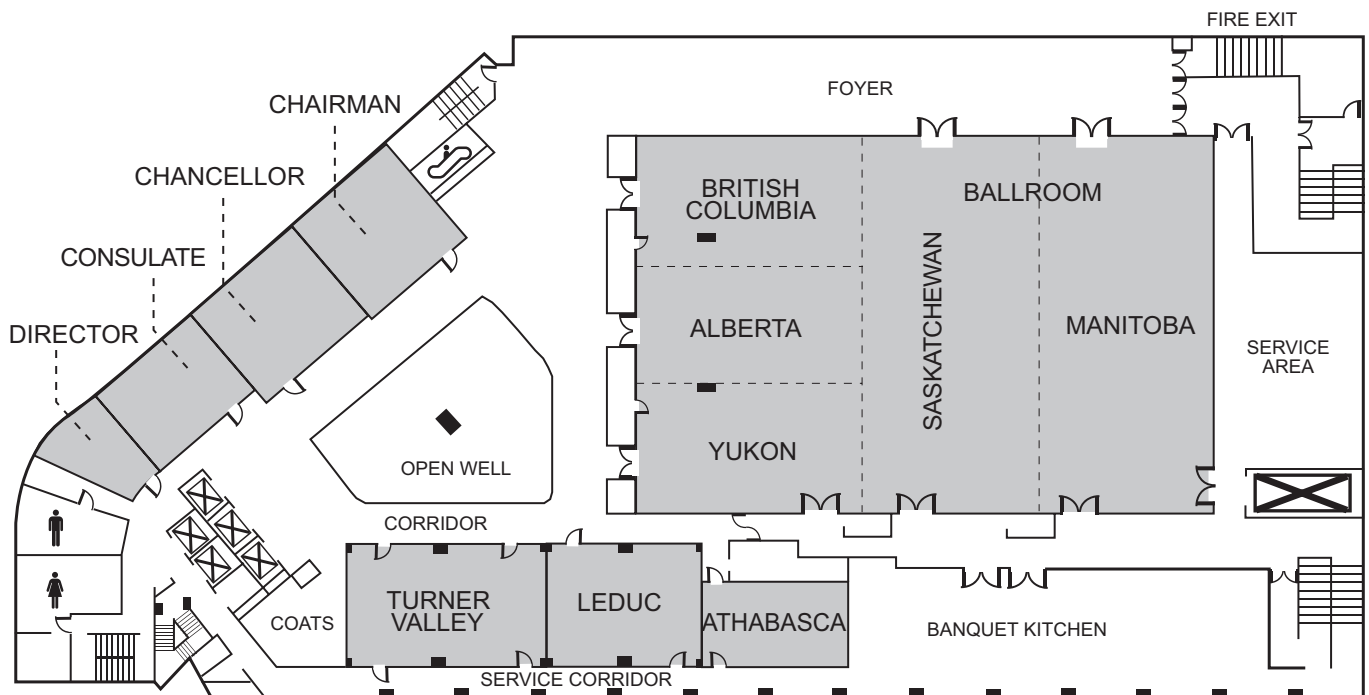 FIRE EXIT
FOYER
CHAIRMAN
CHANCELLOR
CONSULATE
DIRECTOR
BRITISH
COLUMBIA
BALLROOM
SASKATCHEWAN
ALBERTA
MANITOBA
SERVICE
AREA
YUKON
OPEN WELL
CORRIDOR
TURNER
VALLEY
LEDUC
ATHABASCA
COATS
BANQUET KITCHEN
SERVICE CORRIDOR